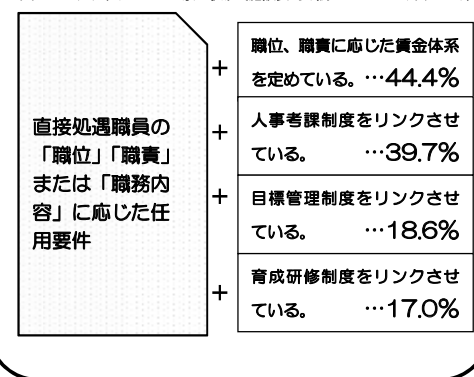 直接処遇職員の
「職位」「職責」
または「職務内
容」に応じた任
用要件
+
職位、職責に応じた賃金体系
を定めている。…44.4%
+
人事考課制度をリンクさせ
ている。 …39.7%
+
目標管理制度をリンクさせ
ている。 …18.6%
+
育成研修制度をリンクさせ
ている。 …17.0%